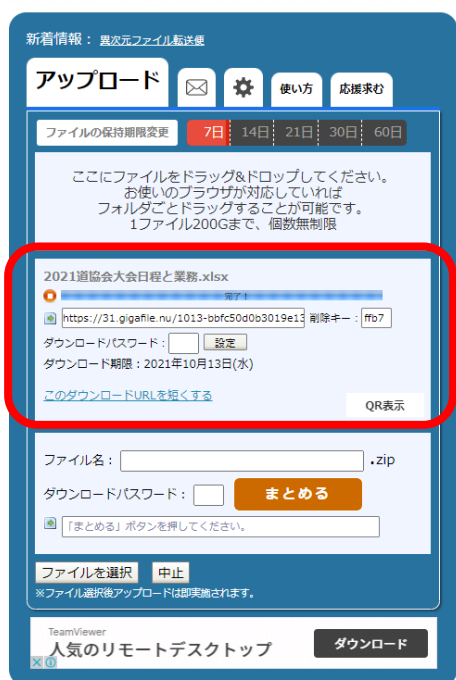 新着情報： 異次元ファイル転送便
アップロード 使い方 応援求む
ファイルの保持期限変更 7日 14日 21日 30日 60日
ここにファイルをドラッグ&ドロップしてください。
お使いのブラウザが対応していれば
フォルダごとドラッグすることが可能です。
1ファイル200Gまで、個数無制限
2021道協会大会日程と業務.xlsx
完了！
https://31.gigafile.nu/1013-bbfc50d0b3019e13 削除キー： ffb7
ダウンロードパスワード： 設定
ダウンロード期限：2021年10月13日(水)
このダウンロードURLを短くする
QR表示
ファイル名： .zip
ダウンロードパスワード： まとめる
「まとめる」ボタンを押してください。
ファイルを選択 中止
※ファイル選択後アップロードは即実施されます。
TeamViewer
人気のリモートデスクトップ ダウンロード